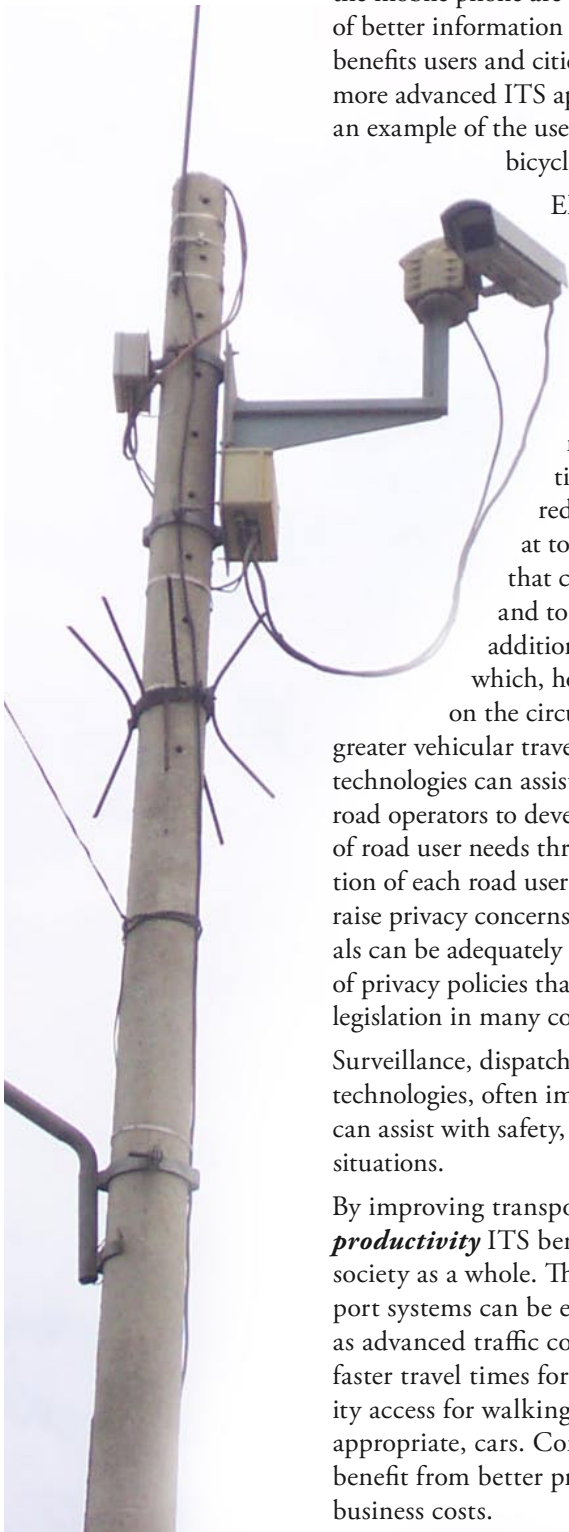 the mobile phone are
of better information
benefits users and citi
more advanced ITS ap
an example of the use
bicycl
El
ti
red
at to
that c
and to
addition
which, ho
on the circu
greater vehicular trave
technologies can assist
road operators to deve
of road user needs thr
tion of each road user
raise privacy concerns
als can be adequately
of privacy policies tha
legislation in many co
Surveillance, dispatch
technologies, often im
can assist with safety,
situations.
By improving transpo
productivity ITS ben
society as a whole. Th
port systems can be e
as advanced traffic co
faster travel times for
ity access for walking
appropriate, cars. Co
benefit from better pr
business costs.